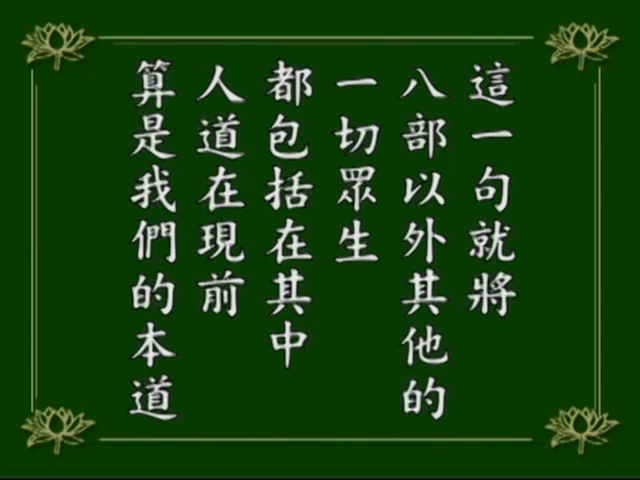 這一句就將
八部以外其他的
一切眾生
都包括在其中
人道在現前
算是我們的本道